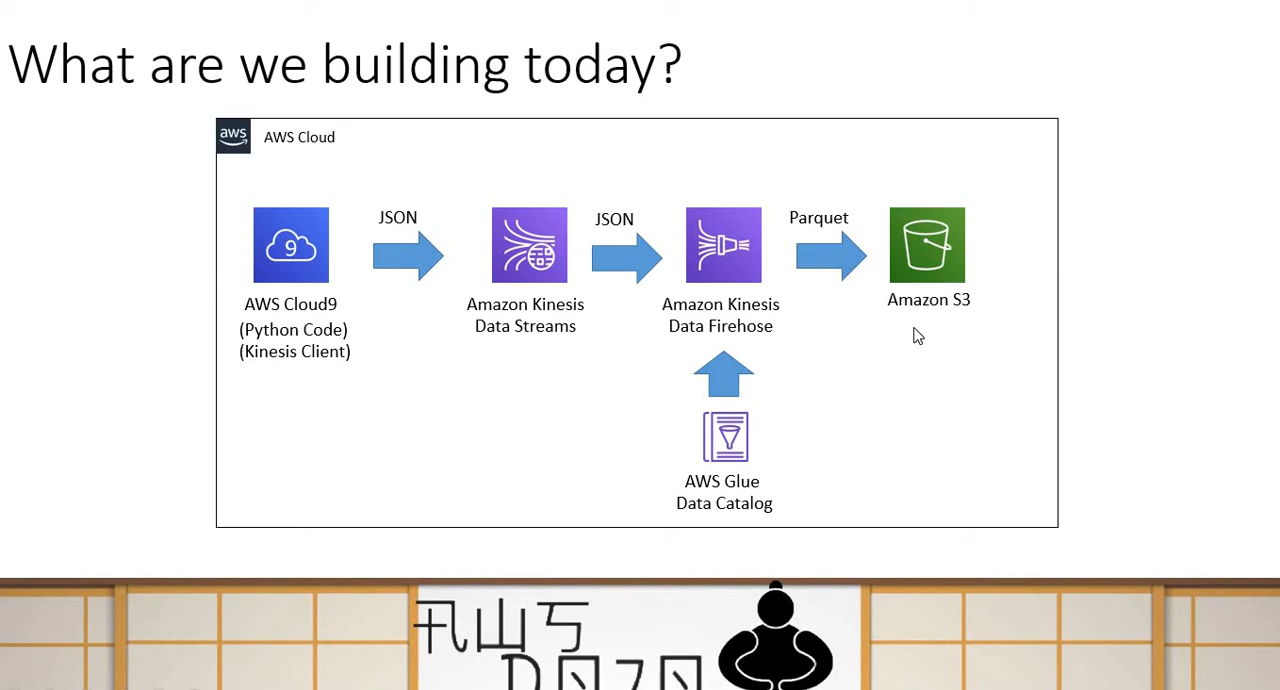 What are we building today?
aws
AWS Cloud
JSON
JSON
Parquet
9
AWS Cloud9
(Python Code)
(Kinesis Client)
Amazon Kinesis
Data Streams
Amazon Kinesis
Data Firehose
Amazon S3
AWS Glue
Data Catalog